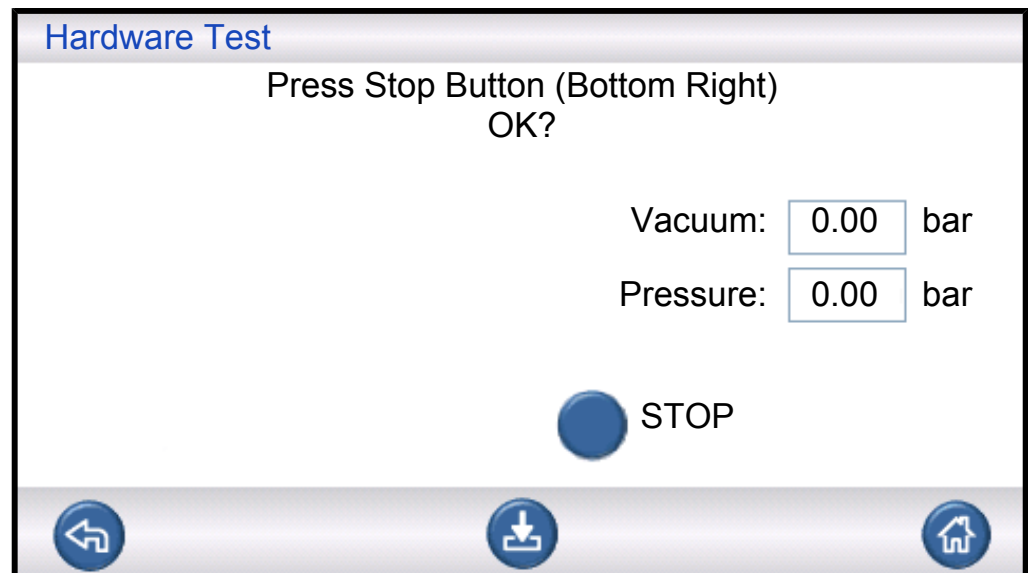 Hardware Test
Press Stop Button (Bottom Right)
OK?
Vacuum: 0.00 bar
Pressure: 0.00 bar
STOP